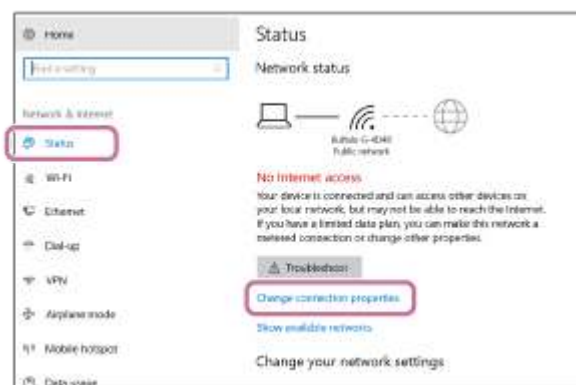 Home
Find a setting
Network & Internet
Status
Wi-Fi
Ethernet
Dial-up
VPN
Airplane mode
Mobile hotspot
Data usage
Status
Network status
Buffalo-G-4D40
Public network
No Internet access
Your device is connected and can access other devices on
your local network, but may not be able to reach the Internet.
If you have a limited data plan, you can make this network a
metered connection or change other properties.
Troubleshoot
Change connection properties
Show available networks
Change your network settings